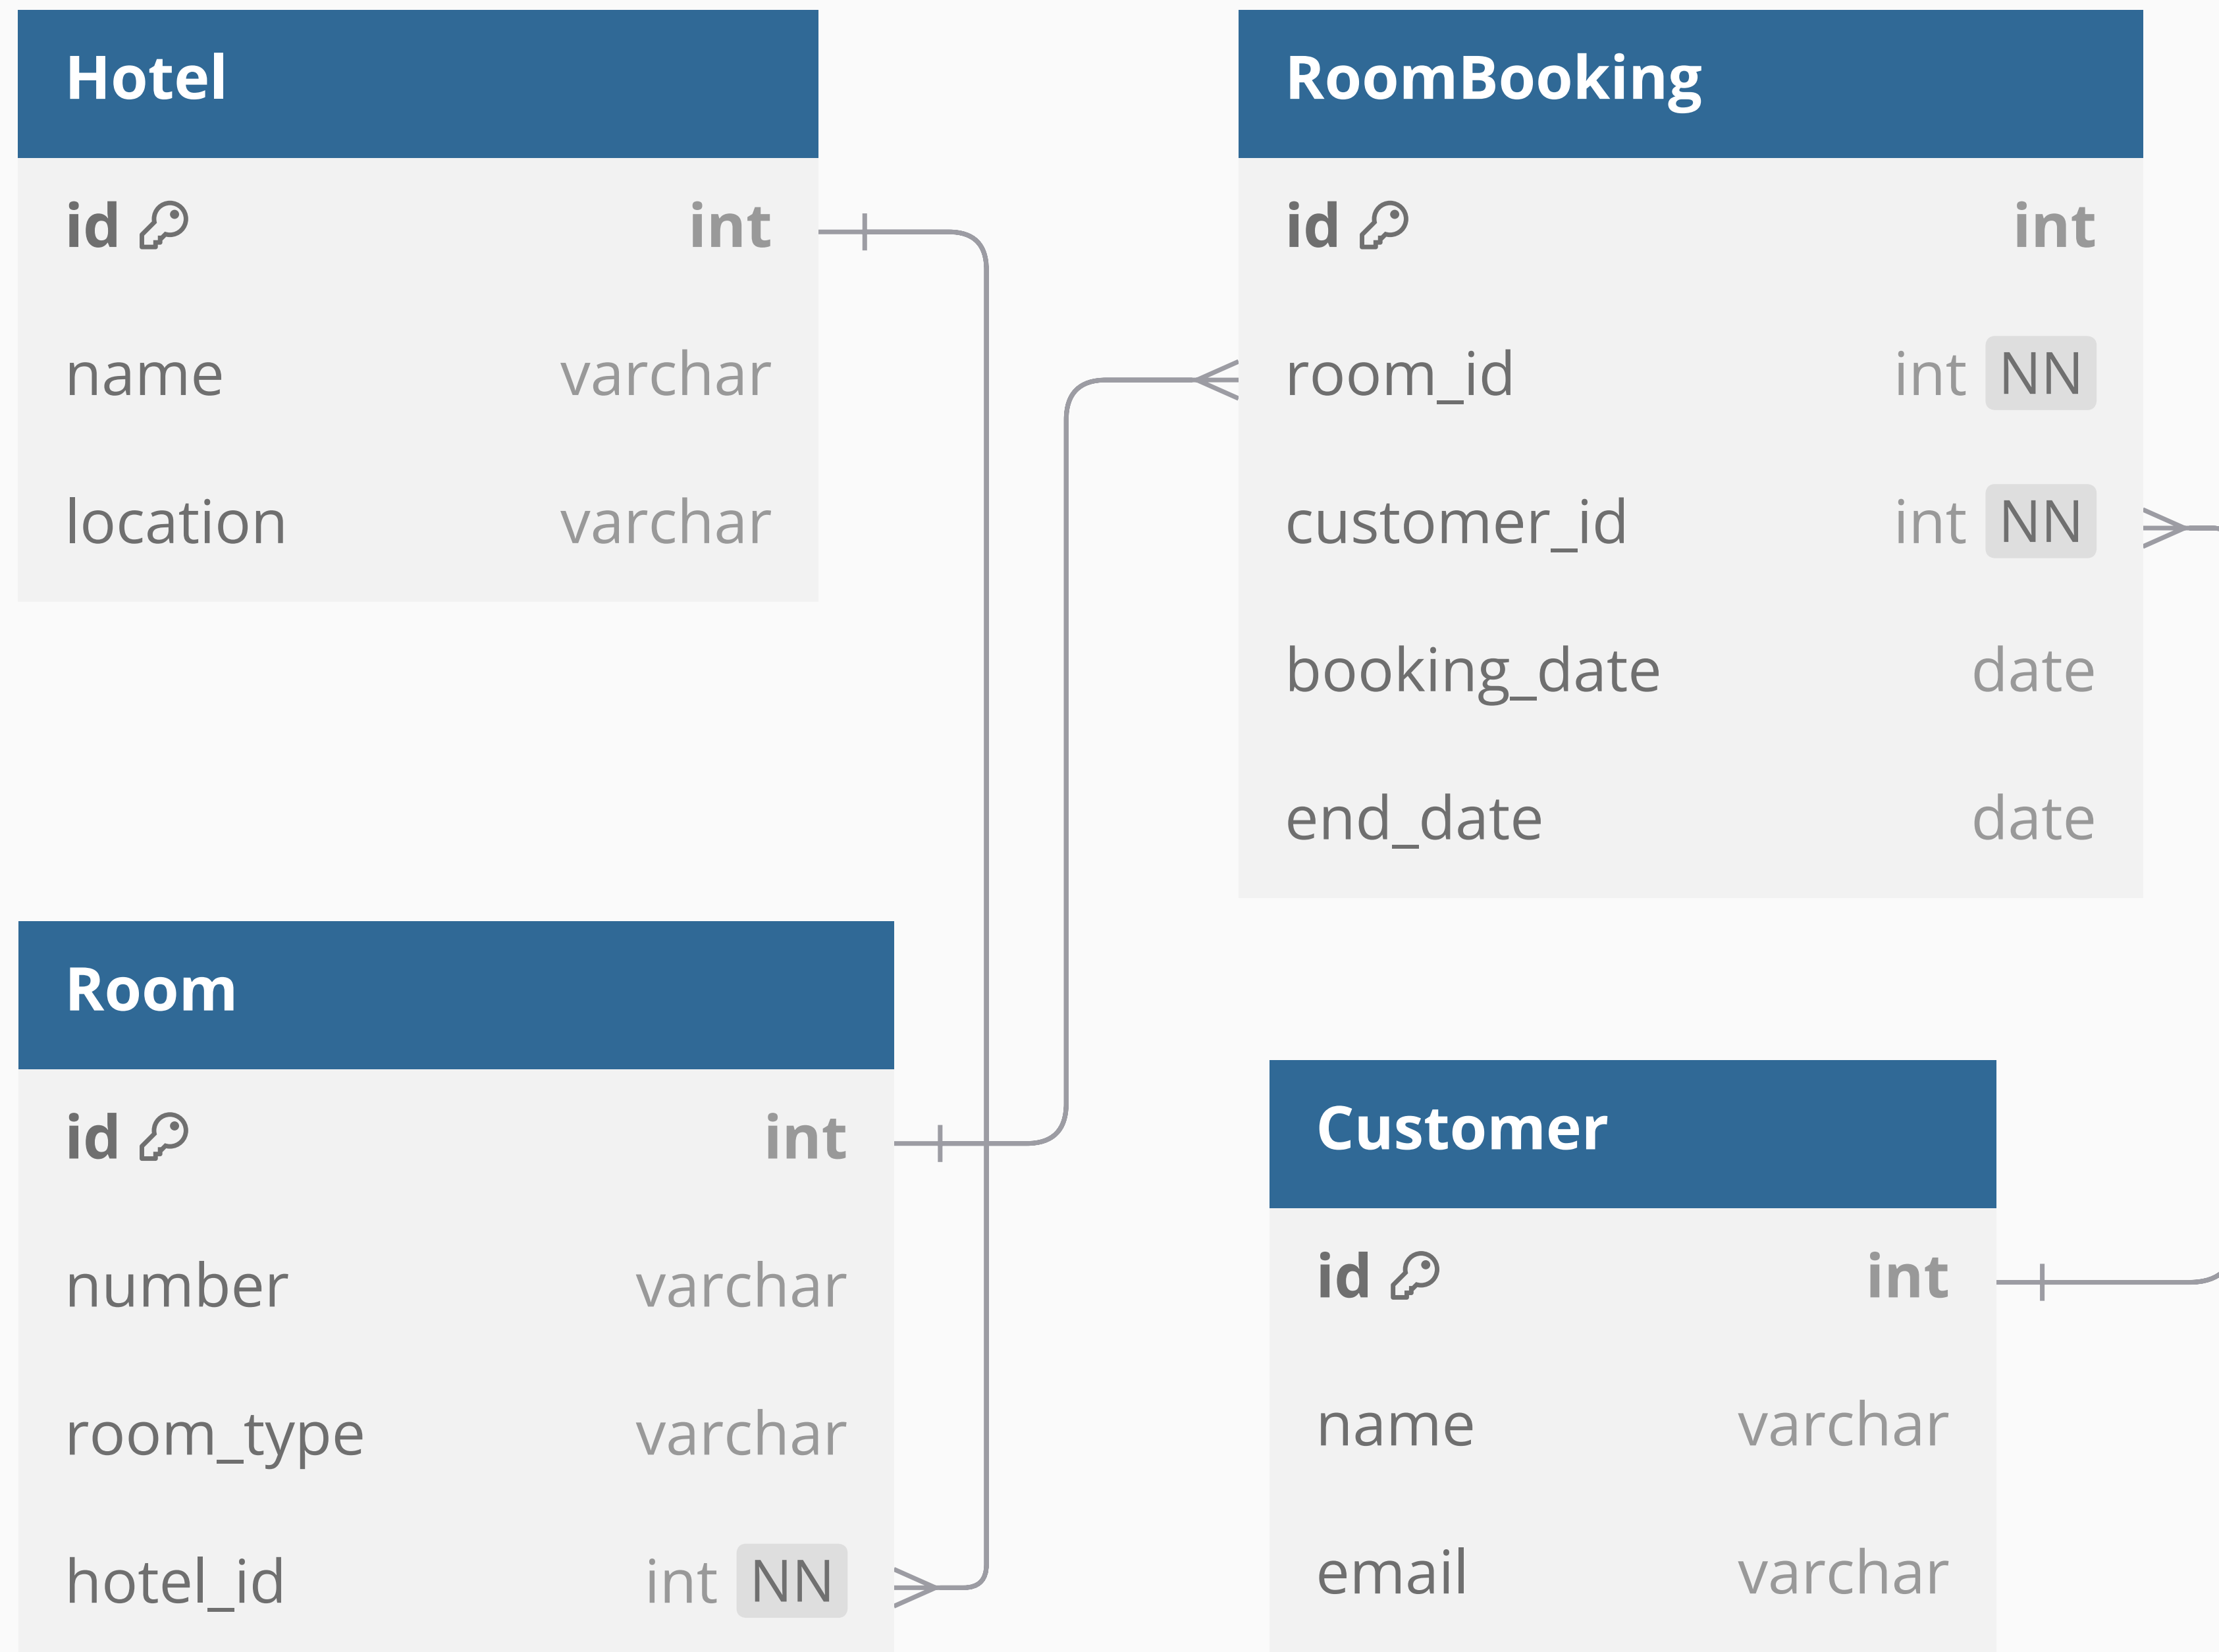 Hotel
id int
name varchar
location varchar
RoomBooking
id int
room_id int NN
customer_id int NN
booking_date date
end_date date
Room
id int
number varchar
room_type varchar
hotel_id int NN
Customer
id int
name varchar
email varchar